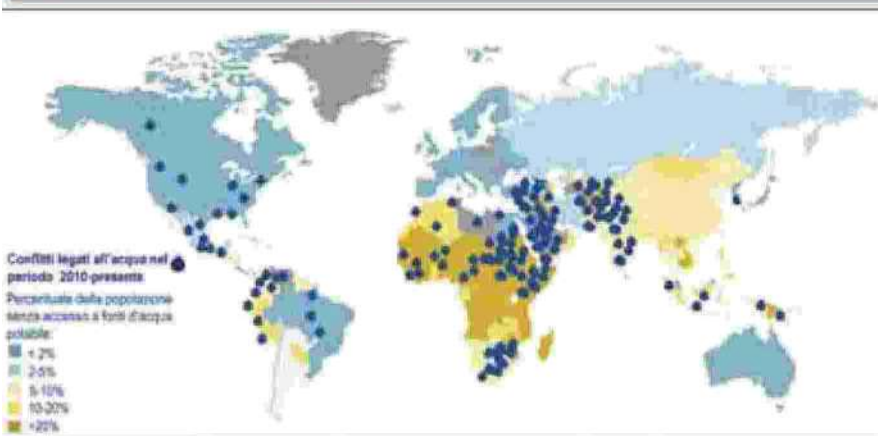 Conflitti legati all'acqua nel
periodo 2010-presente
Percentuale della popolazione
senza accesso a fonti d'acqua
potabile:
< 2%
2-5%
5-10%
10-20%
>20%